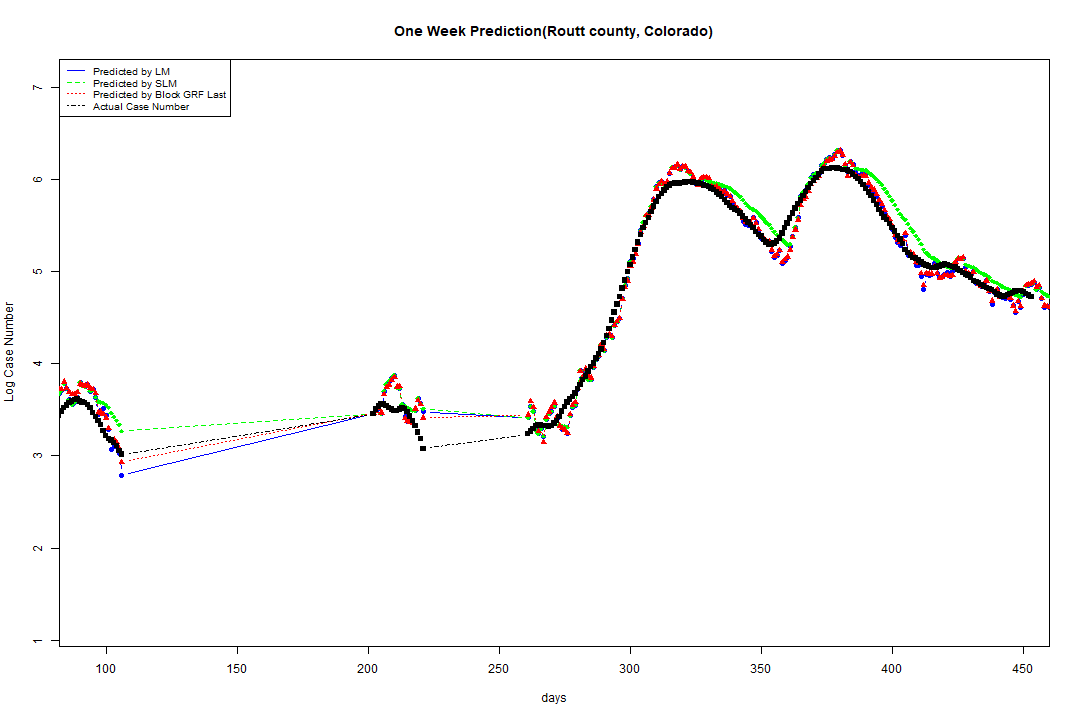 One Week Prediction(Routt county, Colorado)
Predicted by LM
Predicted by SLM
Predicted by Block GRF Last
Actual Case Number
7
6
5
4
3
2
1
Log Case Number
100 150 200 250 300 350 400 450
days